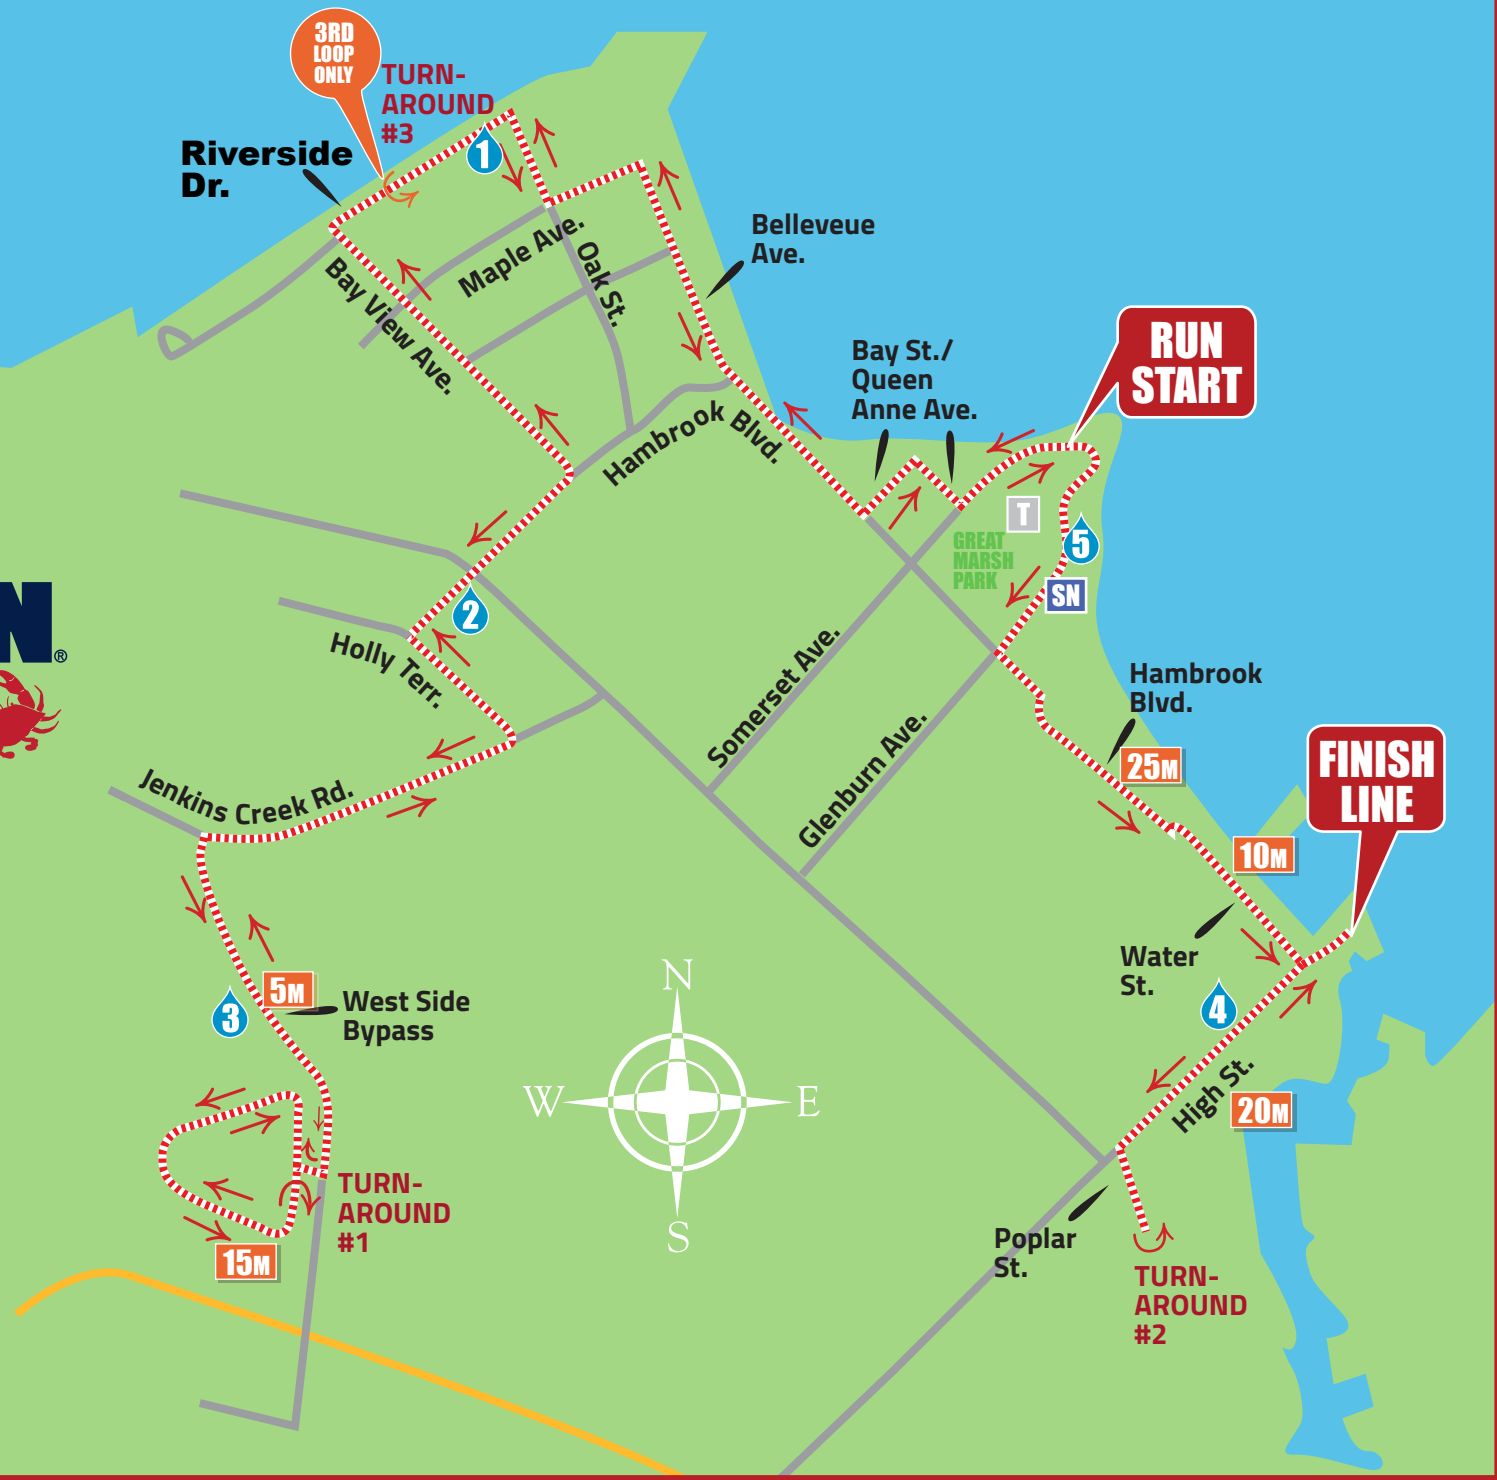 3RD
LOOP
ONLY
TURN-
AROUND
#3
Riverside
Dr.
1
Maple Ave.
Oak St.
Belleveue
Ave.
Bay View Ave.
Hambrook Blvd.
Bay St./
Queen
Anne Ave.
RUN
START
T
GREAT
MARSH
PARK
5
SN
N®
2
Holly Terr.
Somerset Ave.
Glenburn Ave.
Hambrook
Blvd.
25M
FINISH
LINE
10M
Jenkins Creek Rd.
Water
St.
5M
3
West Side
Bypass
4
High St.
20M
N
W
E
S
TURN-
AROUND
#1
15M
Poplar
St.
TURN-
AROUND
#2